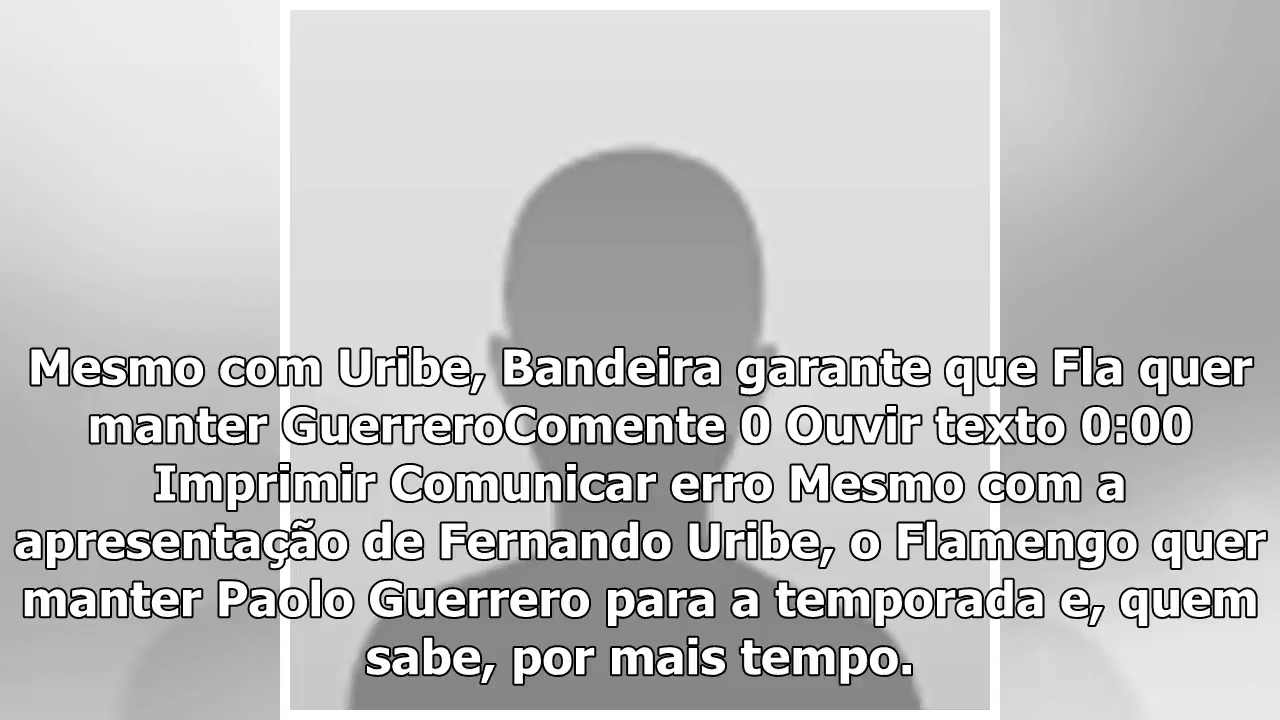 Mesmo com Uribe, Bandeira garante que Fla quer
manter GuerreroComente 0 Ouvir texto 0:00
Imprimir Comunicar erro Mesmo com a
apresentação de Fernando Uribe, o Flamengo quer
manter Paolo Guerrero para a temporada e, quem
sabe, por mais tempo.